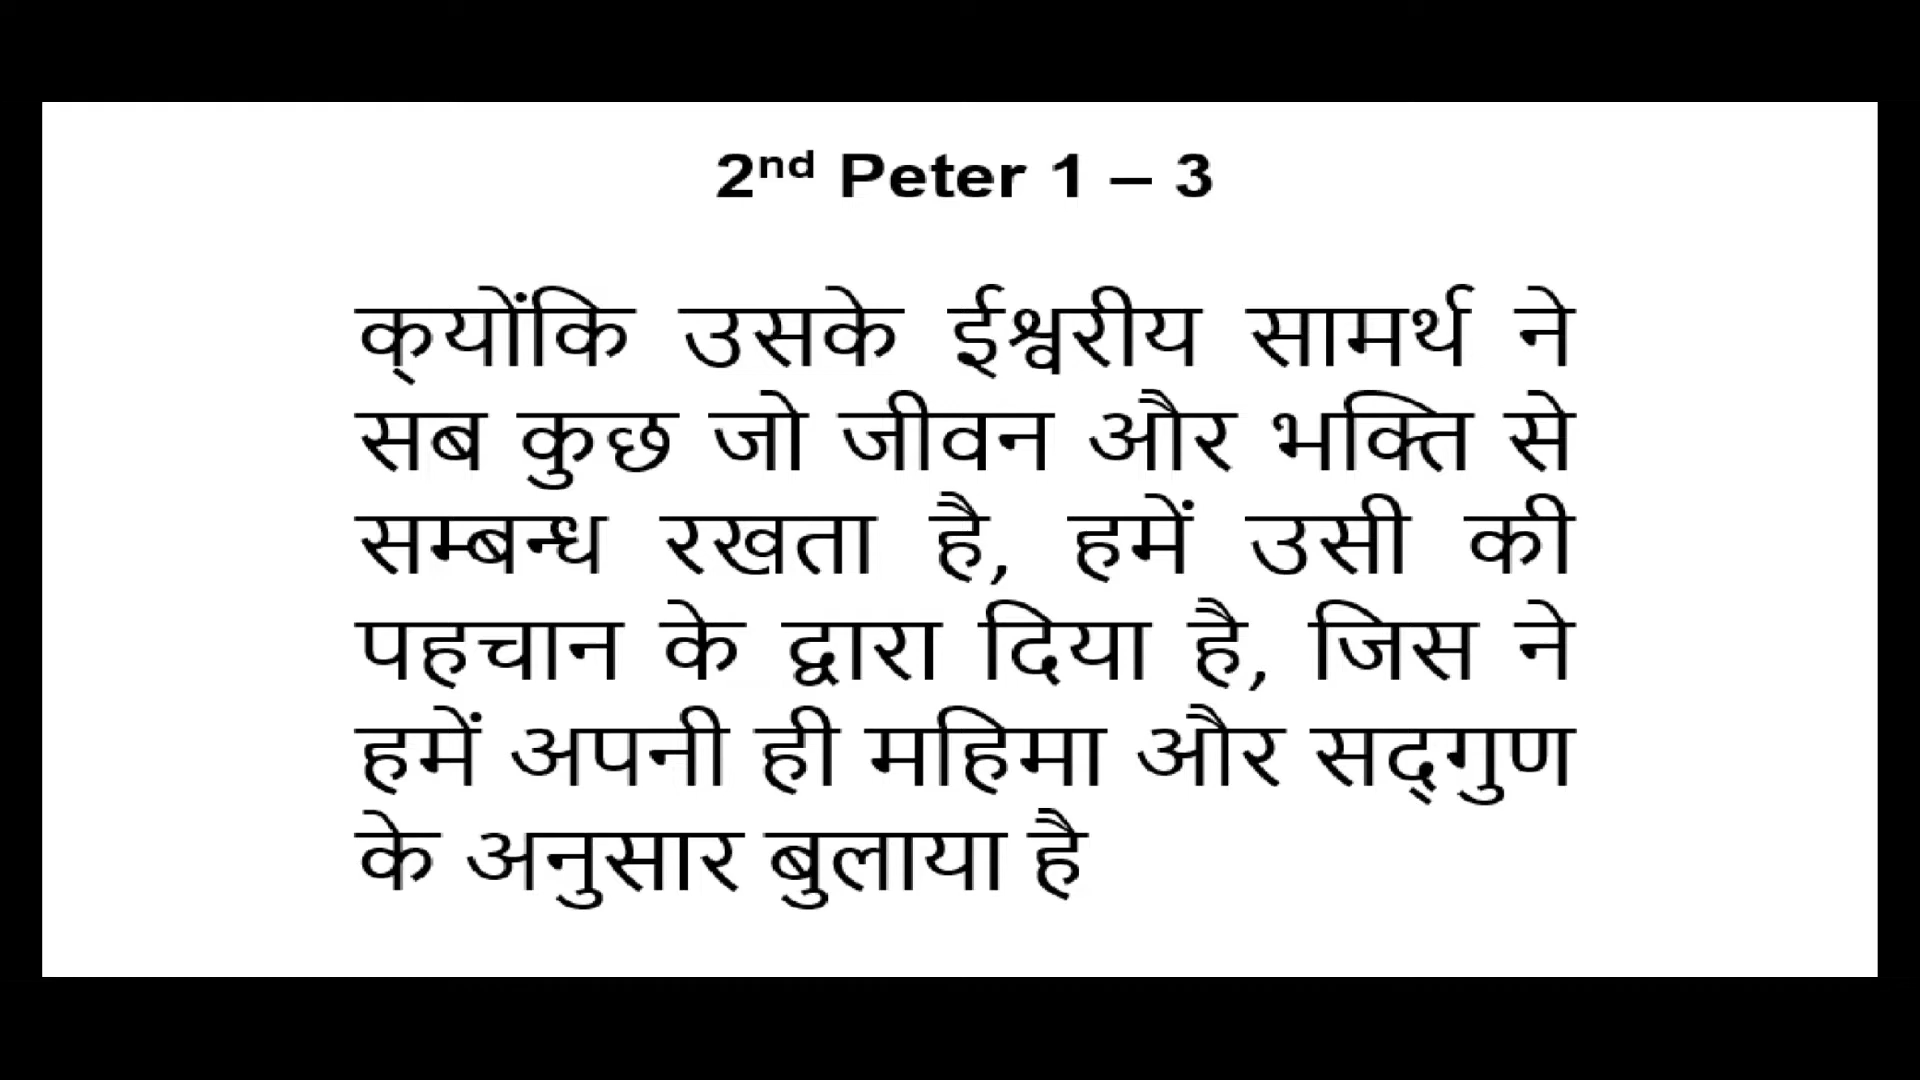 2nd Peter 1 – 3
क्योंकि उसके ईश्वरीय सामर्थ ने
सब कुछ जो जीवन और भक्ति से
सम्बन्ध रखता है, हमें उसी की
पहचान के द्वारा दिया है, जिस ने
हमें अपनी ही महिमा और सद्‌गुण
के अनुसार बुलाया है